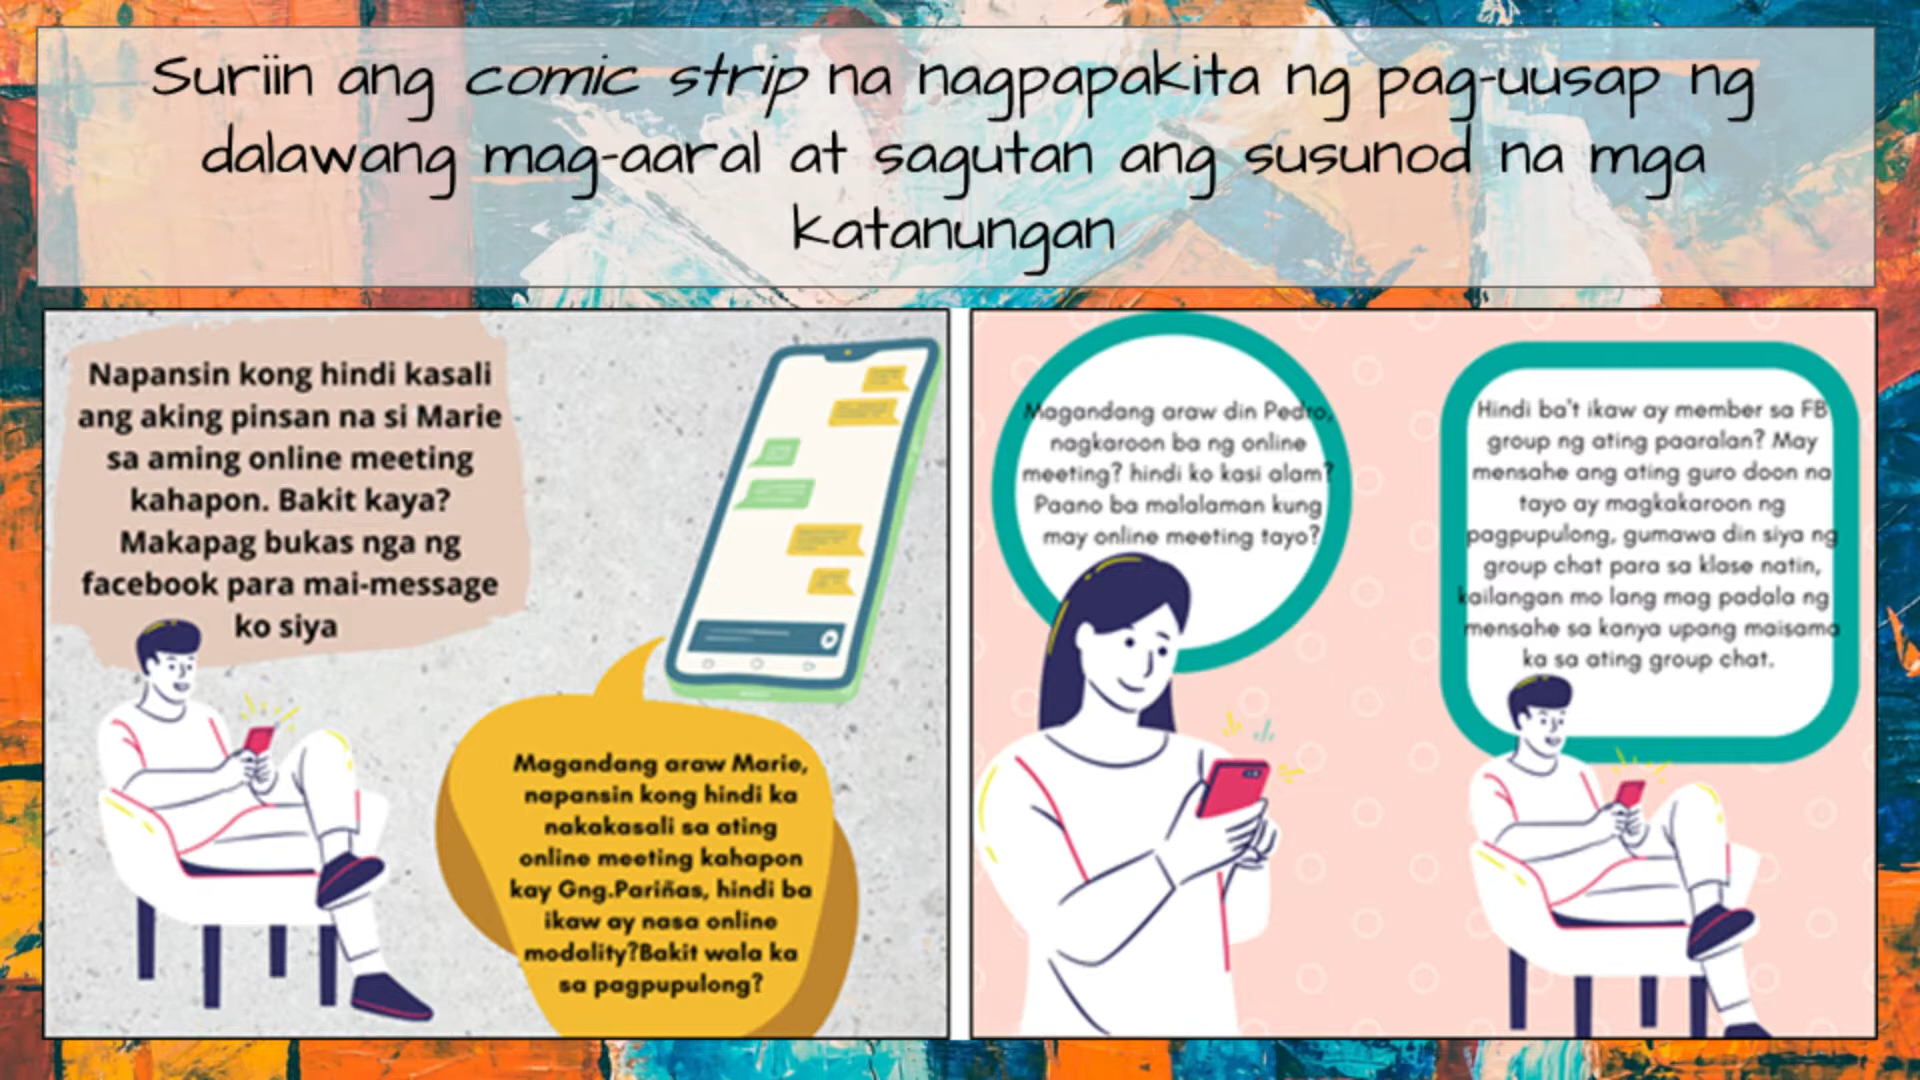 Suriin ang comic strip na nagpapakita ng pag-uusap ng
dalawang mag-aaral at sagutan ang susunod na mga
katanungan
Napansin kong hindi kasali
ang aking pinsan na si Marie
sa aming online meeting
kahapon. Bakit kaya?
Makapag bukas nga ng
facebook para mai-message
ko siya
Magandang araw Marie,
napansin kong hindi ka
nakakasali sa ating
online meeting kahapon
kay Gng.Pariñas, hindi ba
ikaw ay nasa online
modality?Bakit wala ka
sa pagpupulong?
Magandang araw din Pedro,
nagkaroon ba ng online
meeting? hindi ko kasi alam?
Paano ba malalaman kung
may online meeting tayo?
Hindi ba't ikaw ay member sa FB
group ng ating paaralan? May
mensahe ang ating guro doon na
tayo ay magkakaroon ng
pagpupulong, gumawa din siya ng
group chat para sa klase natin,
kailangan mo lang mag padala ng
mensahe sa kanya upang maisama
ka sa ating group chat.